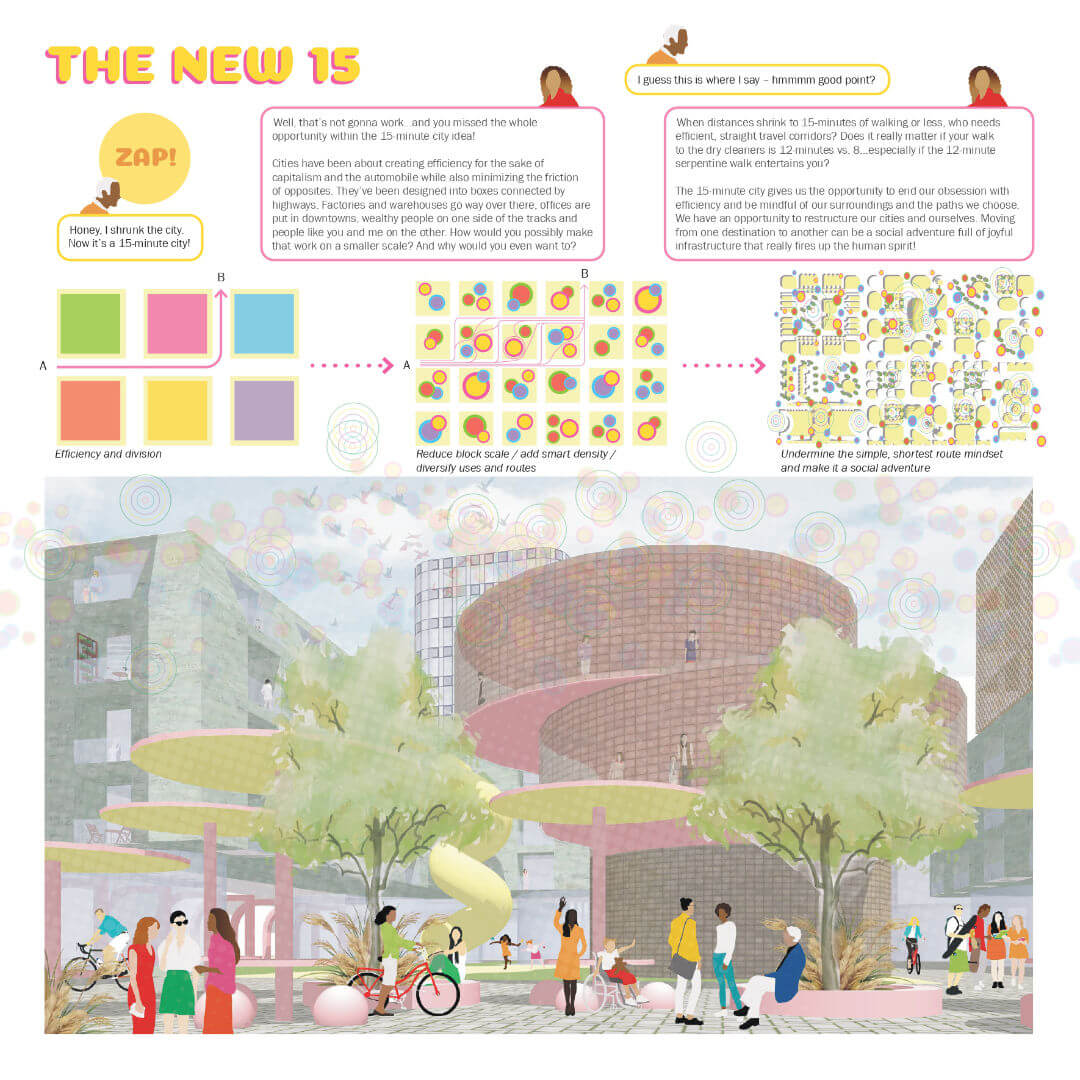 THE NEW 15
ZAP!
Honey, I shrunk the city.
Now it's a 15-minute city!
Well, that's not gonna work...and you missed the whole
opportunity within the 15-minute city idea!
Cities have been about creating efficiency for the sake of
capitalism and the automobile while also minimizing the friction
of opposites. They've been designed into boxes connected by
highways. Factories and warehouses go way over there, offices are
put in downtowns, wealthy people on one side of the tracks and
people like you and me on the other. How would you possibly make
that work on a smaller scale? And why would you even want to?
I guess this is where I say – hmmmm good point?
When distances shrink to 15-minutes of walking or less, who needs
efficient, straight travel corridors? Does it really matter if your walk
to the dry cleaners is 12-minutes vs. 8...especially if the 12-minute
serpentine walk entertains you?
The 15-minute city gives us the opportunity to end our obsession with
efficiency and be mindful of our surroundings and the paths we choose.
We have an opportunity to restructure our cities and ourselves. Moving
from one destination to another can be a social adventure full of joyful
infrastructure that really fires up the human spirit!
B
A
Efficiency and division
B
A
Reduce block scale / add smart density /
diversify uses and routes
Undermine the simple, shortest route mindset
and make it a social adventure